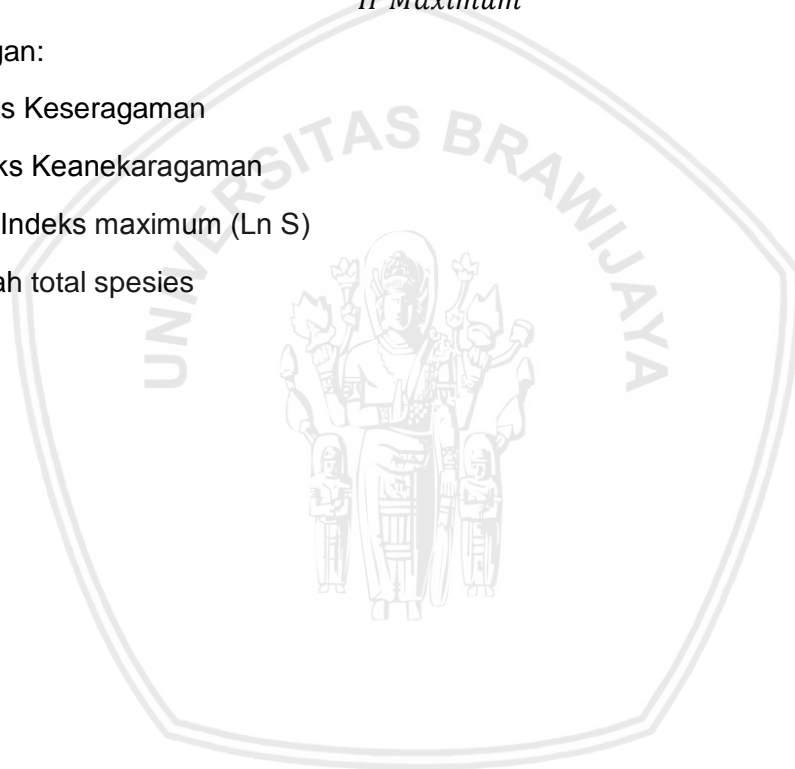 Maximum
gan:
s Keseragaman
ks Keanekaragaman
Indeks maximum (Ln S)
ah total spesies
UNIVERSITAS BRAWIJAYA